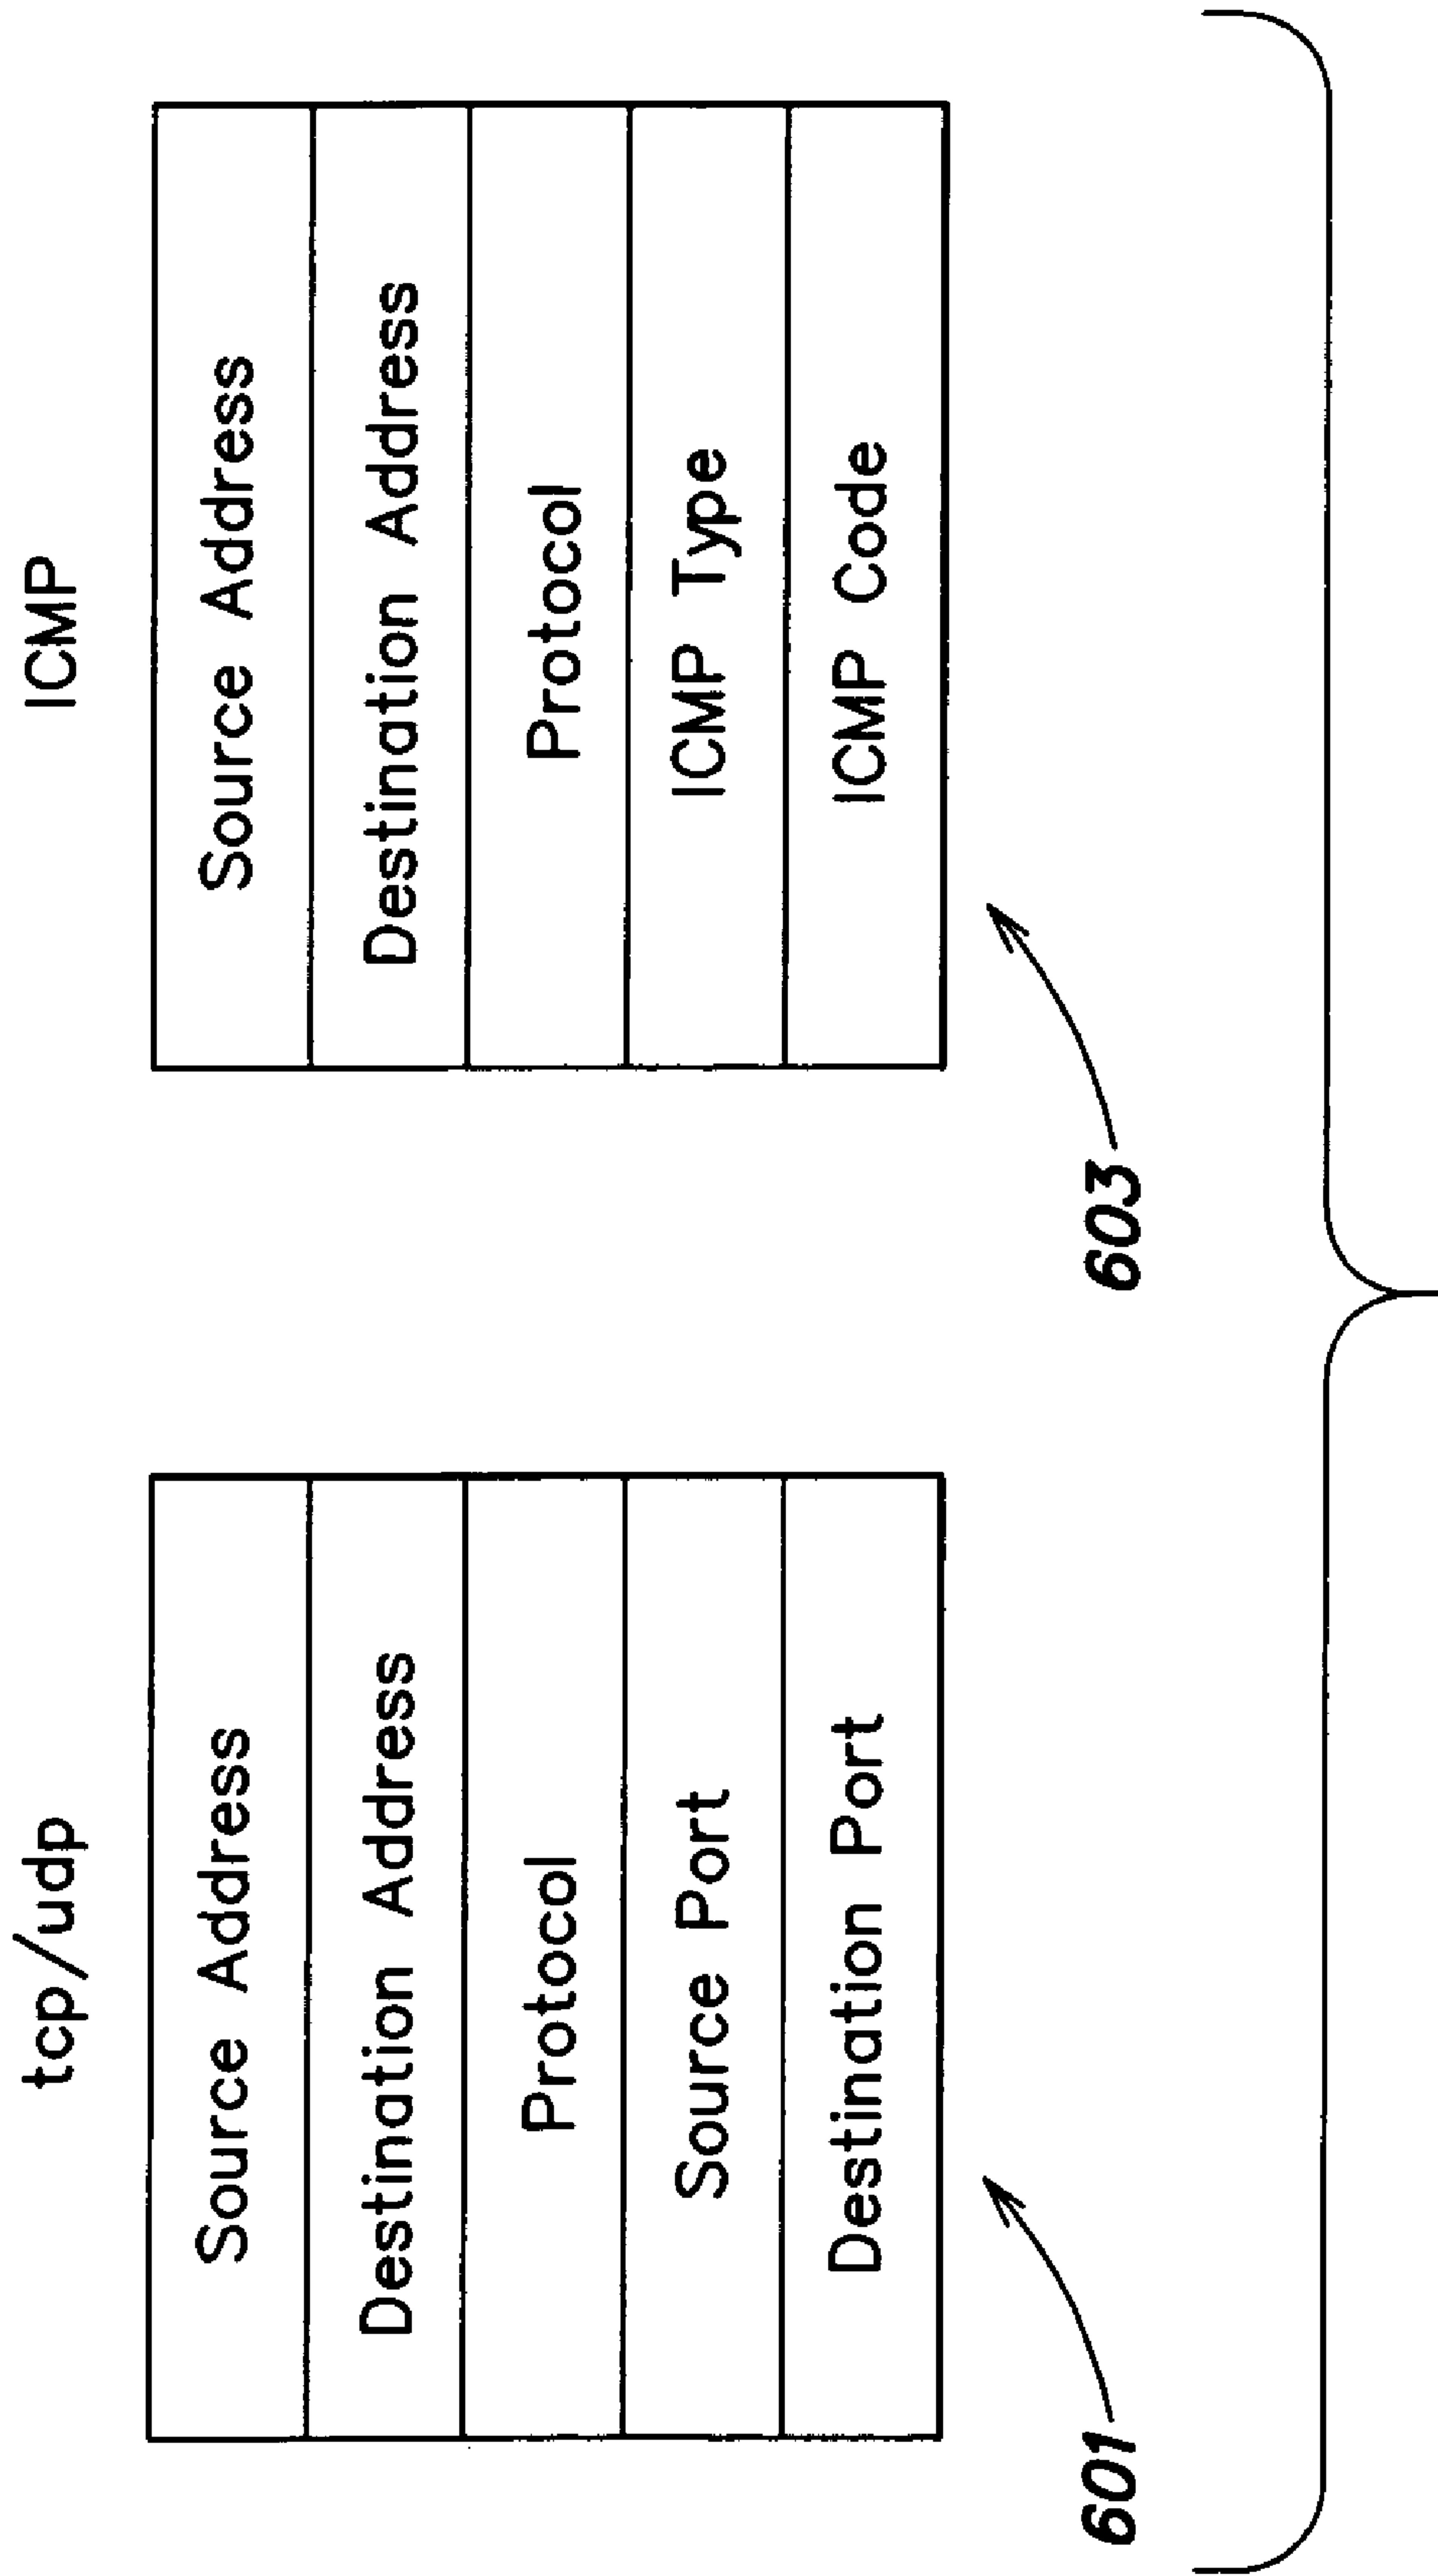 tcp/udp
Source Address
Destination Address
Protocol
Source Port
Destination Port
601
ICMP
Source Address
Destination Address
Protocol
ICMP Type
ICMP Code
603